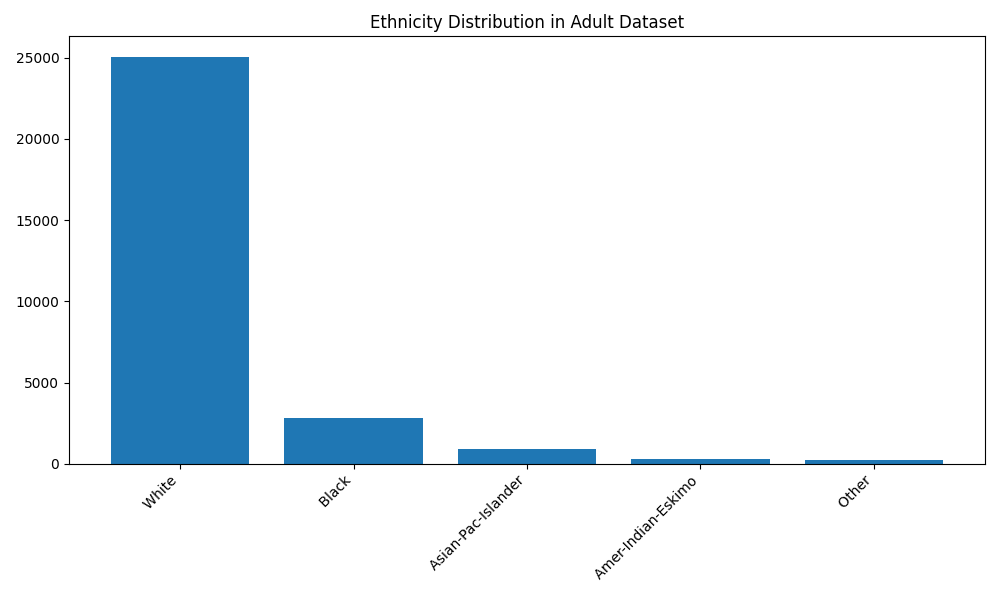 Ethnicity Distribution in Adult Dataset
25000
20000
15000
10000
5000
0
White
Black
Asian-Pac-Islander
Amer-Indian-Eskimo
Other